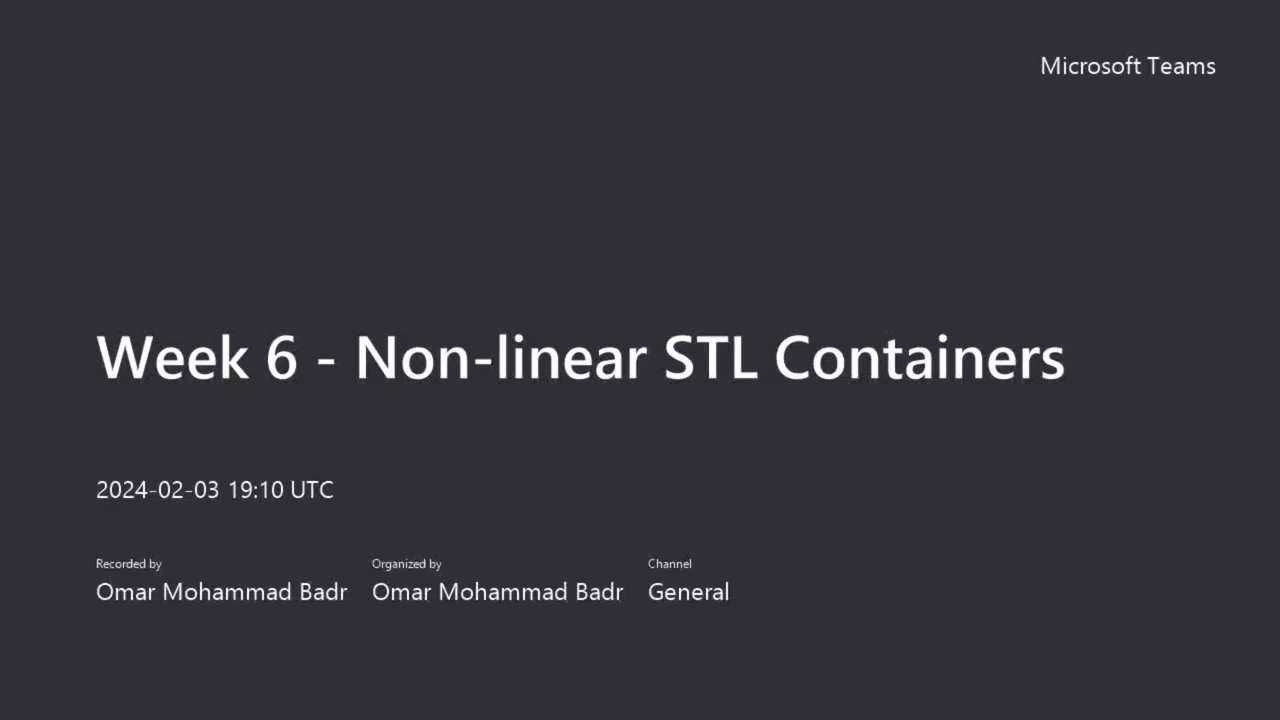 Microsoft Teams
Week 6 - Non-linear STL Containers
2024-02-03 19:10 UTC
Recorded by Organized by Channel
Omar Mohammad Badr Omar Mohammad Badr General